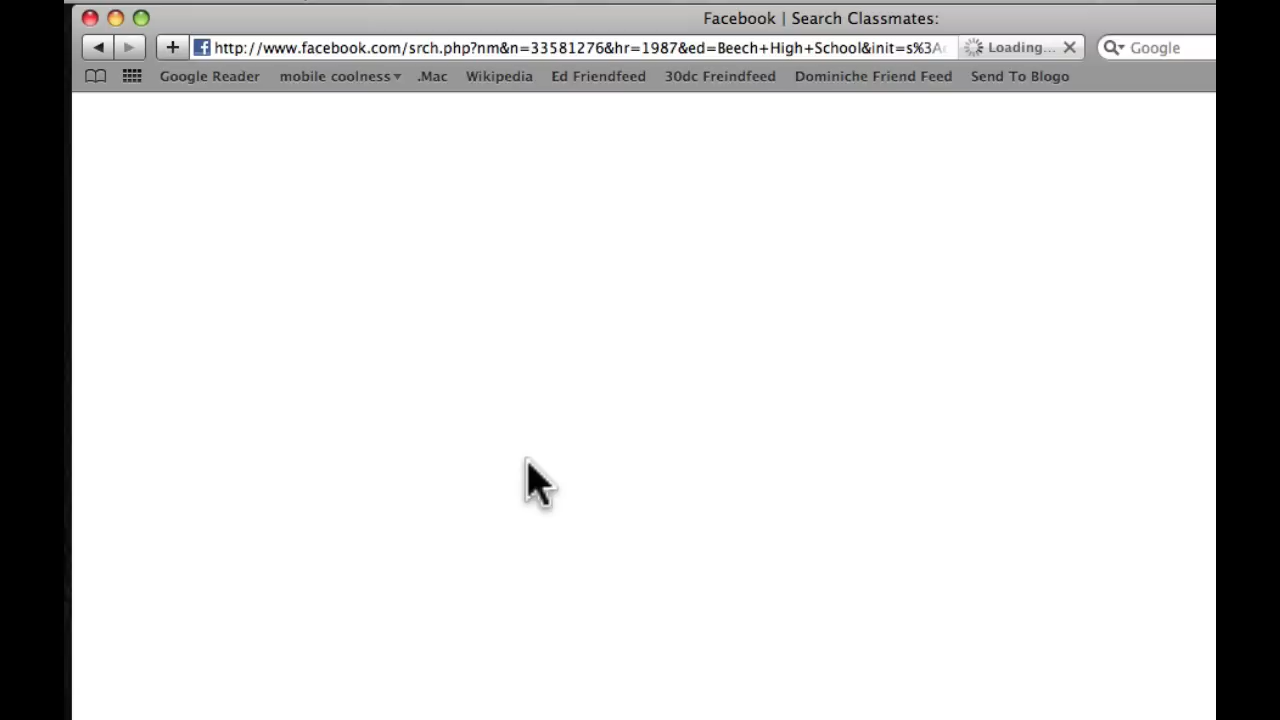 Facebook | Search Classmates:
http://www.facebook.com/srch.php?nm&n=33581276&hr=1987&ed=Beech+High+School&init=s%3A Loading... Google
Google Reader mobile coolness .Mac Wikipedia Ed Friendfeed 30dc Freindfeed Dominiche Friend Feed Send To Blogo